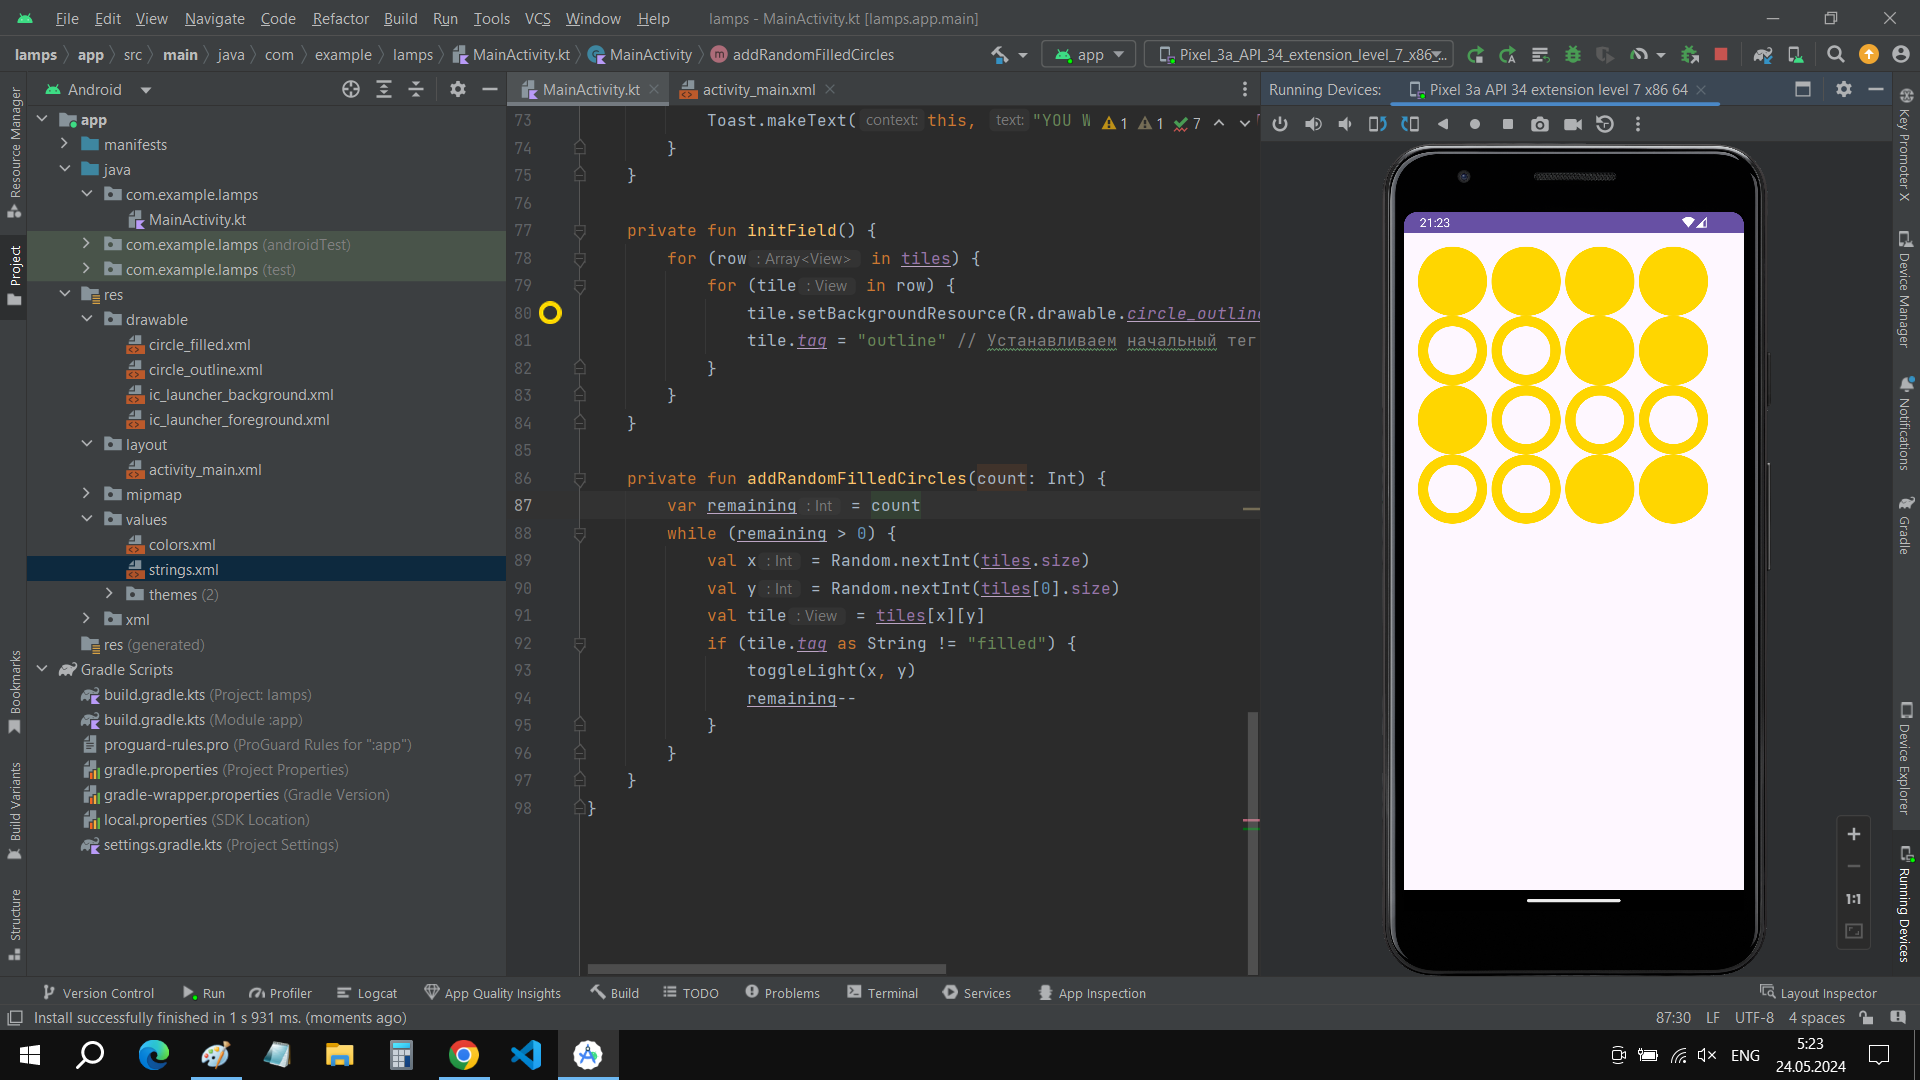 File Edit View Navigate Code Refactor Build Run Tools VCS Window Help lamps - MainActivity.kt [lamps.app.main]
lamps app src main java com example lamps MainActivity.kt MainActivity addRandomFilledCircles app Pixel_3a_API_34_extension_level_7_x86...
Android
MainActivity.kt activity_main.xml
Running Devices: Pixel 3a API 34 extension level 7 x86 64
Resource Manager
Project
Bookmarks
Build Variants
Structure
app
manifests
java
com.example.lamps
MainActivity.kt
com.example.lamps (androidTest)
com.example.lamps (test)
res
drawable
circle_filled.xml
circle_outline.xml
ic_launcher_background.xml
ic_launcher_foreground.xml
layout
activity_main.xml
mipmap
values
colors.xml
strings.xml
themes (2)
xml
res (generated)
Gradle Scripts
build.gradle.kts (Project: lamps)
build.gradle.kts (Module :app)
proguard-rules.pro (ProGuard Rules for ":app")
gradle.properties (Project Properties)
gradle-wrapper.properties (Gradle Version)
local.properties (SDK Location)
settings.gradle.kts (Project Settings)
73 Toast.makeText( context: this, text: "YOU W 1 1 7
74 }
75 }
76
77 private fun initField() {
78 for (row : Array<View> in tiles) {
79 for (tile : View in row) {
80 tile.setBackgroundResource(R.drawable.circle_outline
81 tile.tag = "outline" // Устанавливаем начальный тег
82 }
83 }
84 }
85
86 private fun addRandomFilledCircles(count: Int) {
87 var remaining : Int = count
88 while (remaining > 0) {
89 val x : Int = Random.nextInt(tiles.size)
90 val y : Int = Random.nextInt(tiles[0].size)
91 val tile : View = tiles[x][y]
92 if (tile.tag as String != "filled") {
93 toggleLight(x, y)
94 remaining--
95 }
96 }
97 }
98 }
21:23
1:1
Key Promoter X
Device Manager
Notifications
Gradle
Device Explorer
Running Devices
Version Control Run Profiler Logcat App Quality Insights Build TODO Problems Terminal Services App Inspection Layout Inspector
Install successfully finished in 1 s 931 ms. (moments ago) 87:30 LF UTF-8 4 spaces
ENG 5:23
24.05.2024